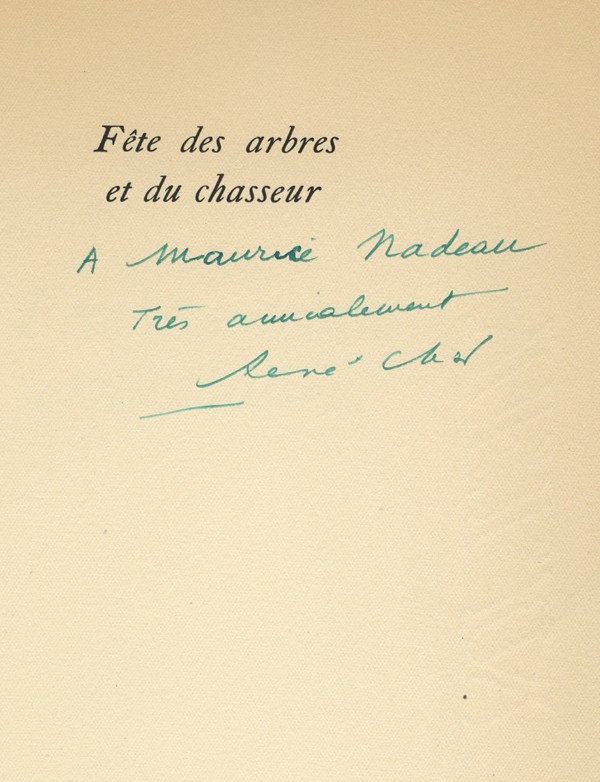 Fête des arbres
et du chasseur
A Maurice Nadeau
Très amicalement
René Char